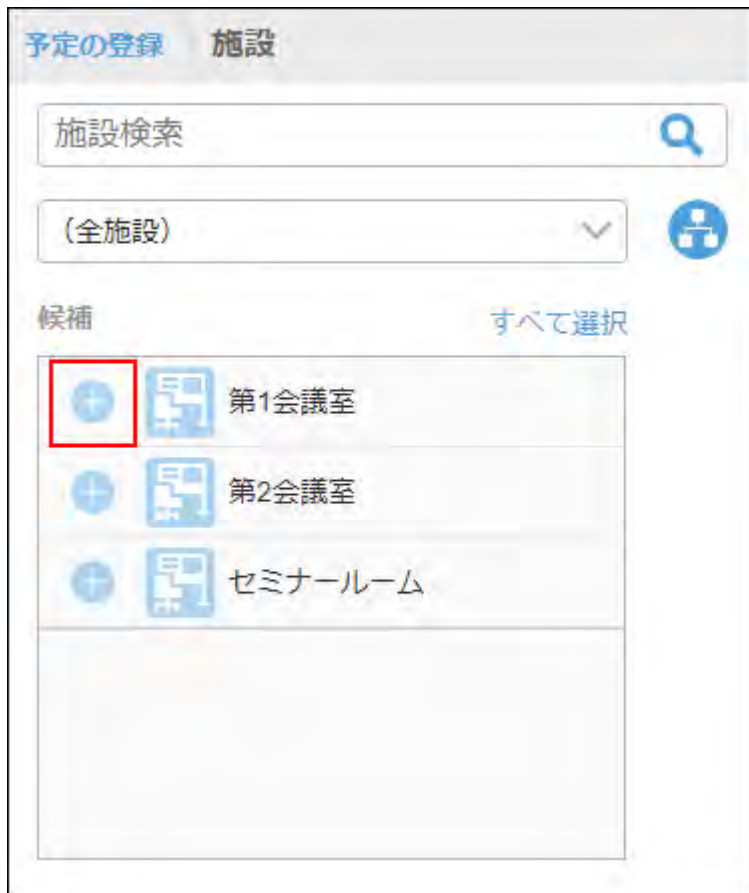 予定の登録 施設
施設検索
（全施設）
候補 すべて選択
第1会議室
第2会議室
セミナールーム